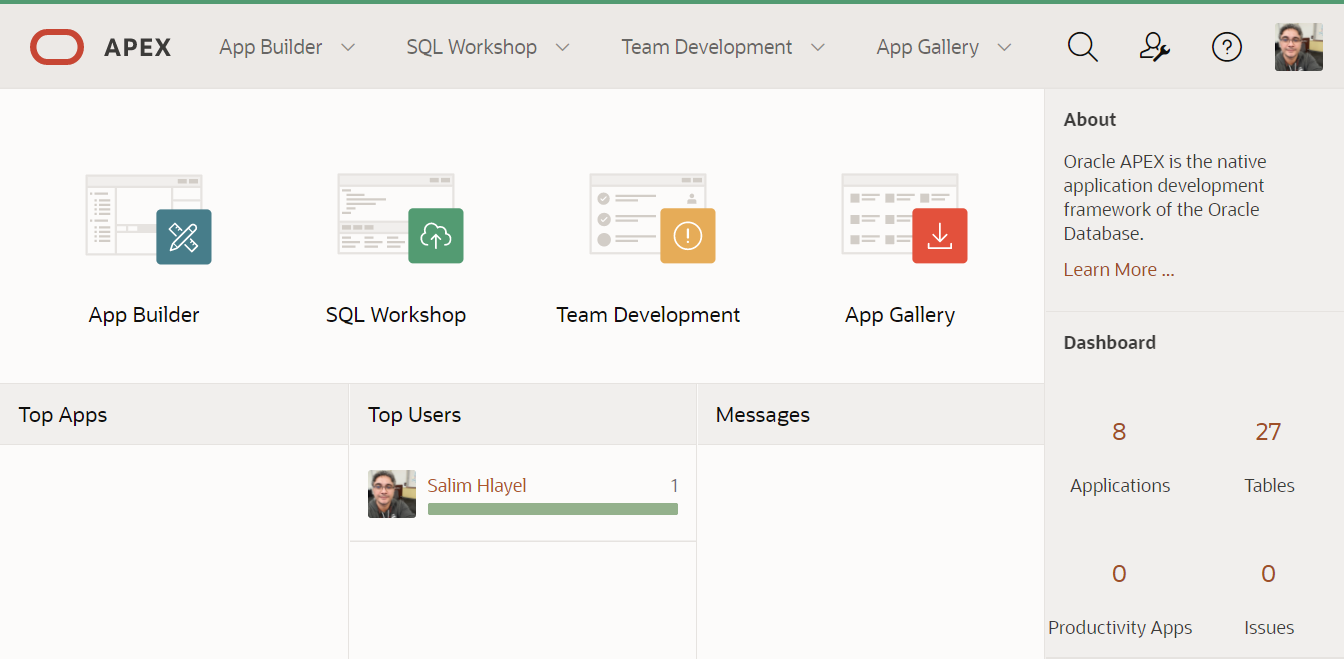 APEX App Builder SQL Workshop Team Development App Gallery
App Builder SQL Workshop Team Development App Gallery
Top Apps Top Users Messages
Salim Hlayel 1
About
Oracle APEX is the native
application development
framework of the Oracle
Database.
Learn More ...
Dashboard
8 27
Applications Tables
0 0
Productivity Apps Issues